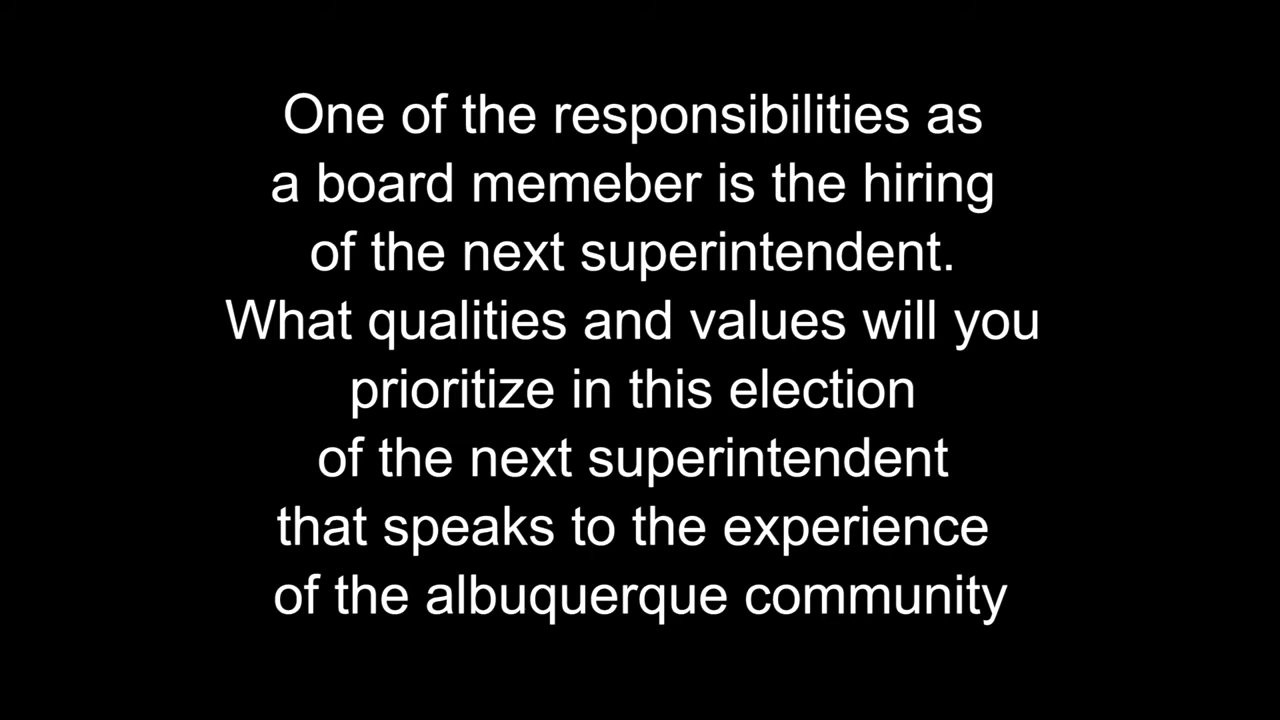 One of the responsibilities as
a board memeber is the hiring
of the next superintendent.
What qualities and values will you
prioritize in this election
of the next superintendent
that speaks to the experience
of the albuquerque community